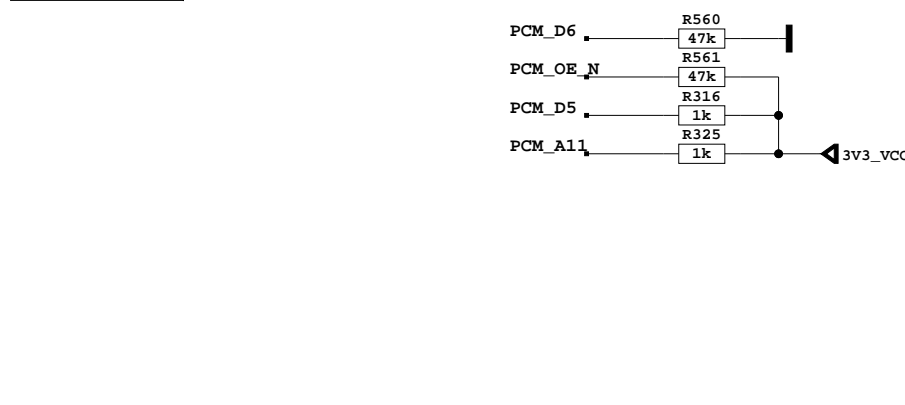 R560
PCM_D6
47k
R561
PCM_OE_N
47k
R316
PCM_D5
1k
R325
PCM_A11
1k
3V3_VCC